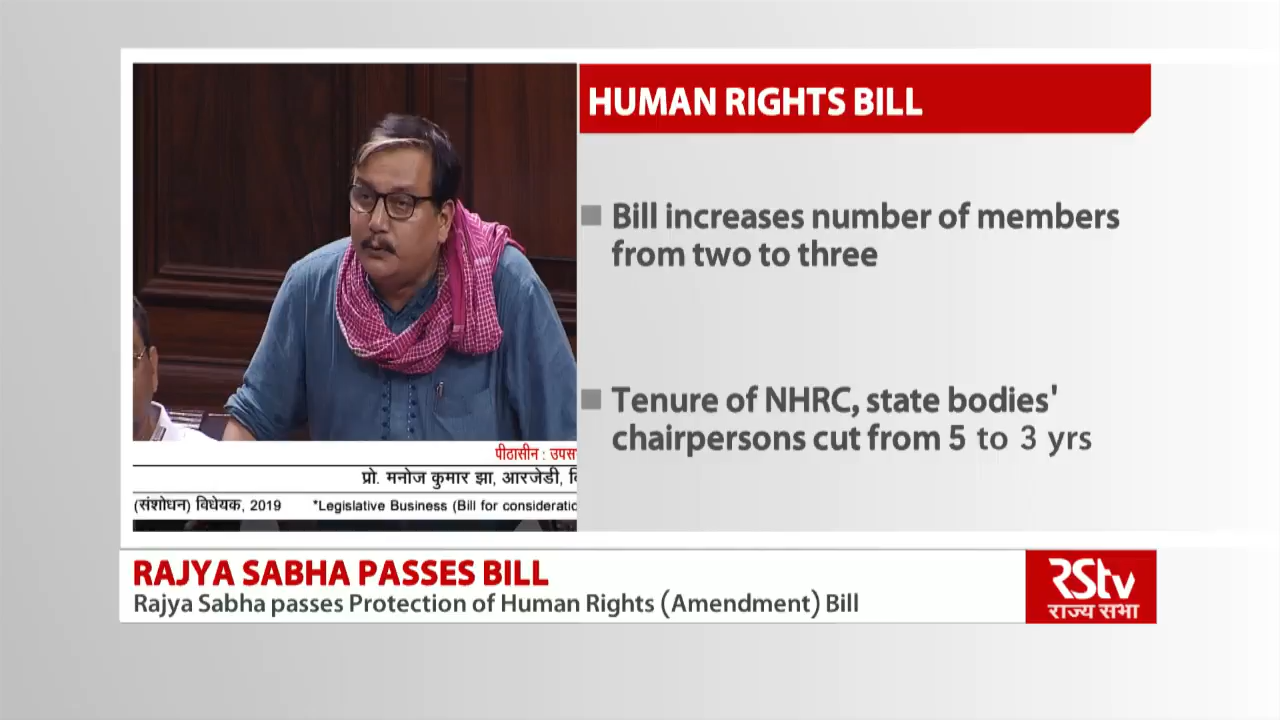 HUMAN RIGHTS BILL
Bill increases number of members
from two to three
Tenure of NHRC, state bodies'
chairpersons cut from 5 to 3 yrs
पीठासीन :
प्रो. मनोज कुमार झा, आरजेडी,
(संशोधन) विधेयक, 2019 *Legislative Business (Bill for
RAJYA SABHA PASSES BILL
Rajya Sabha passes Protection of Human Rights (Amendment) Bill
RStv
राज्य सभा